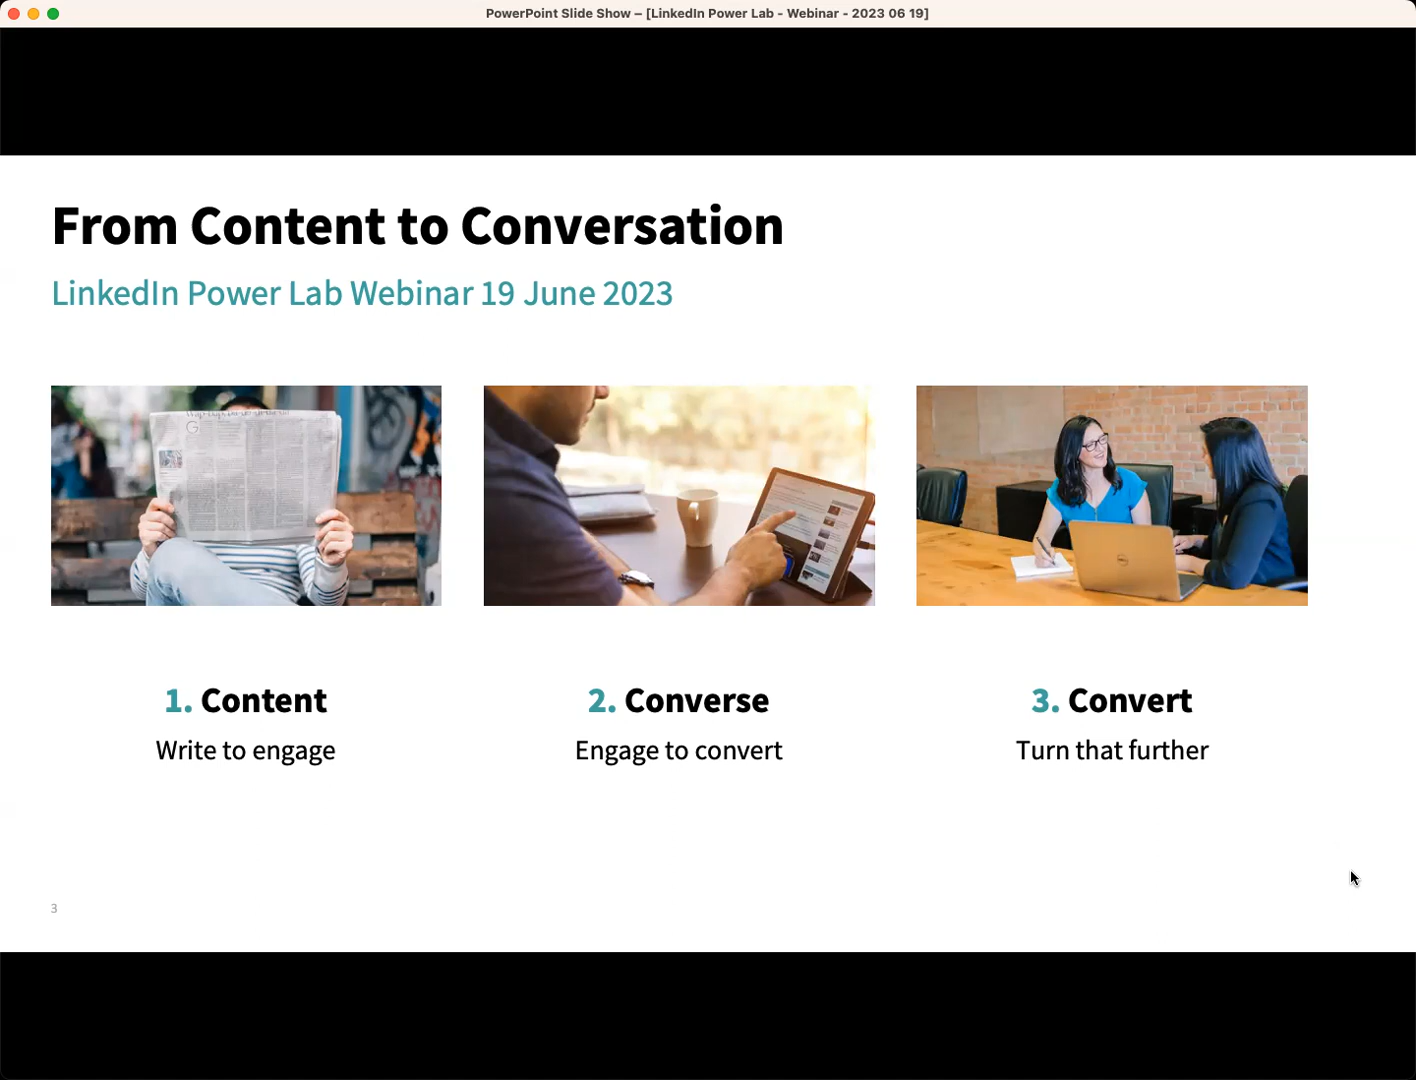 PowerPoint Slide Show – [LinkedIn Power Lab - Webinar - 2023 06 19]
From Content to Conversation
LinkedIn Power Lab Webinar 19 June 2023
1. Content
Write to engage
2. Converse
Engage to convert
3. Convert
Turn that further
3